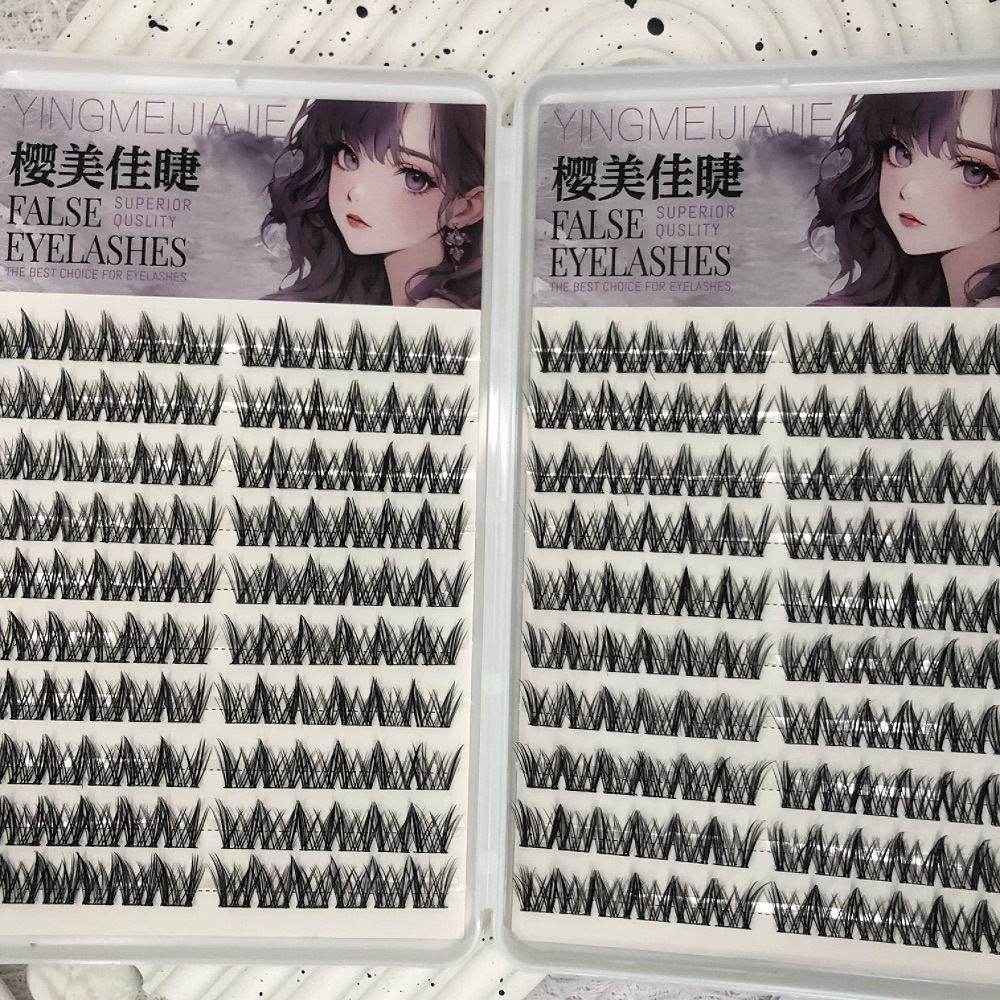 YINGMEIJIAJIE
樱美佳睫
FALSE SUPERIOR
QUSLITY
EYELASHES
THE BEST CHOICE FOR EYELASHES
YINGMEIJIAJIE
樱美佳睫
FALSE SUPERIOR
QUSLITY
EYELASHES
THE BEST CHOICE FOR EYELASHES